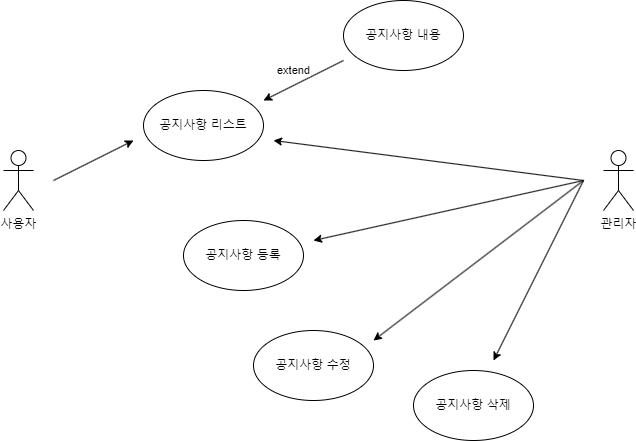 공지사항 내용
extend
공지사항 리스트
사용자
관리자
공지사항 등록
공지사항 수정
공지사항 삭제